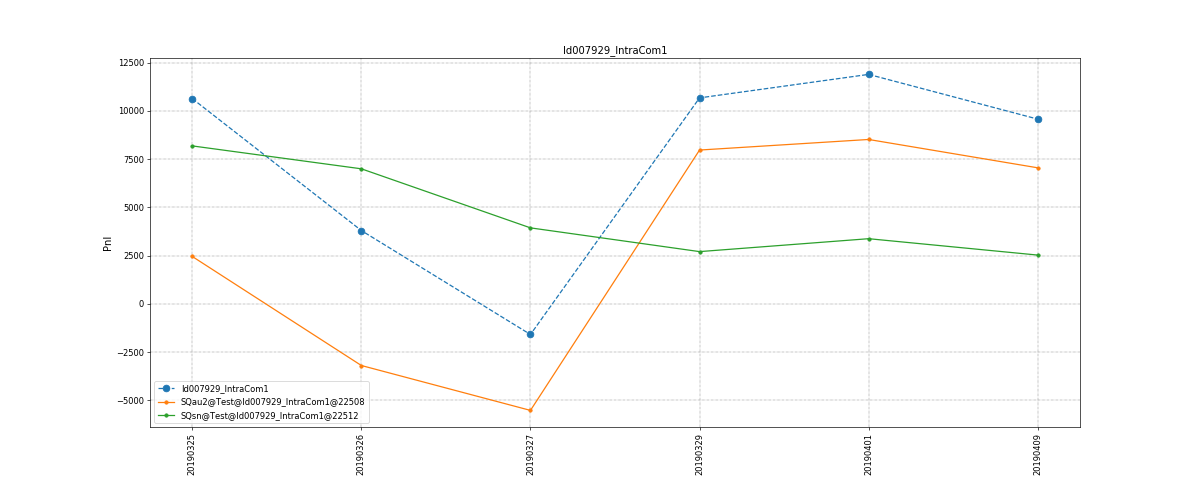 Id007929_IntraCom1
12500
10000
7500
5000
2500
0
−2500
−5000
Pnl
Id007929_IntraCom1
SQau2@Test@Id007929_IntraCom1@22508
SQsn@Test@Id007929_IntraCom1@22512
20190325
20190326
20190327
20190329
20190401
20190409